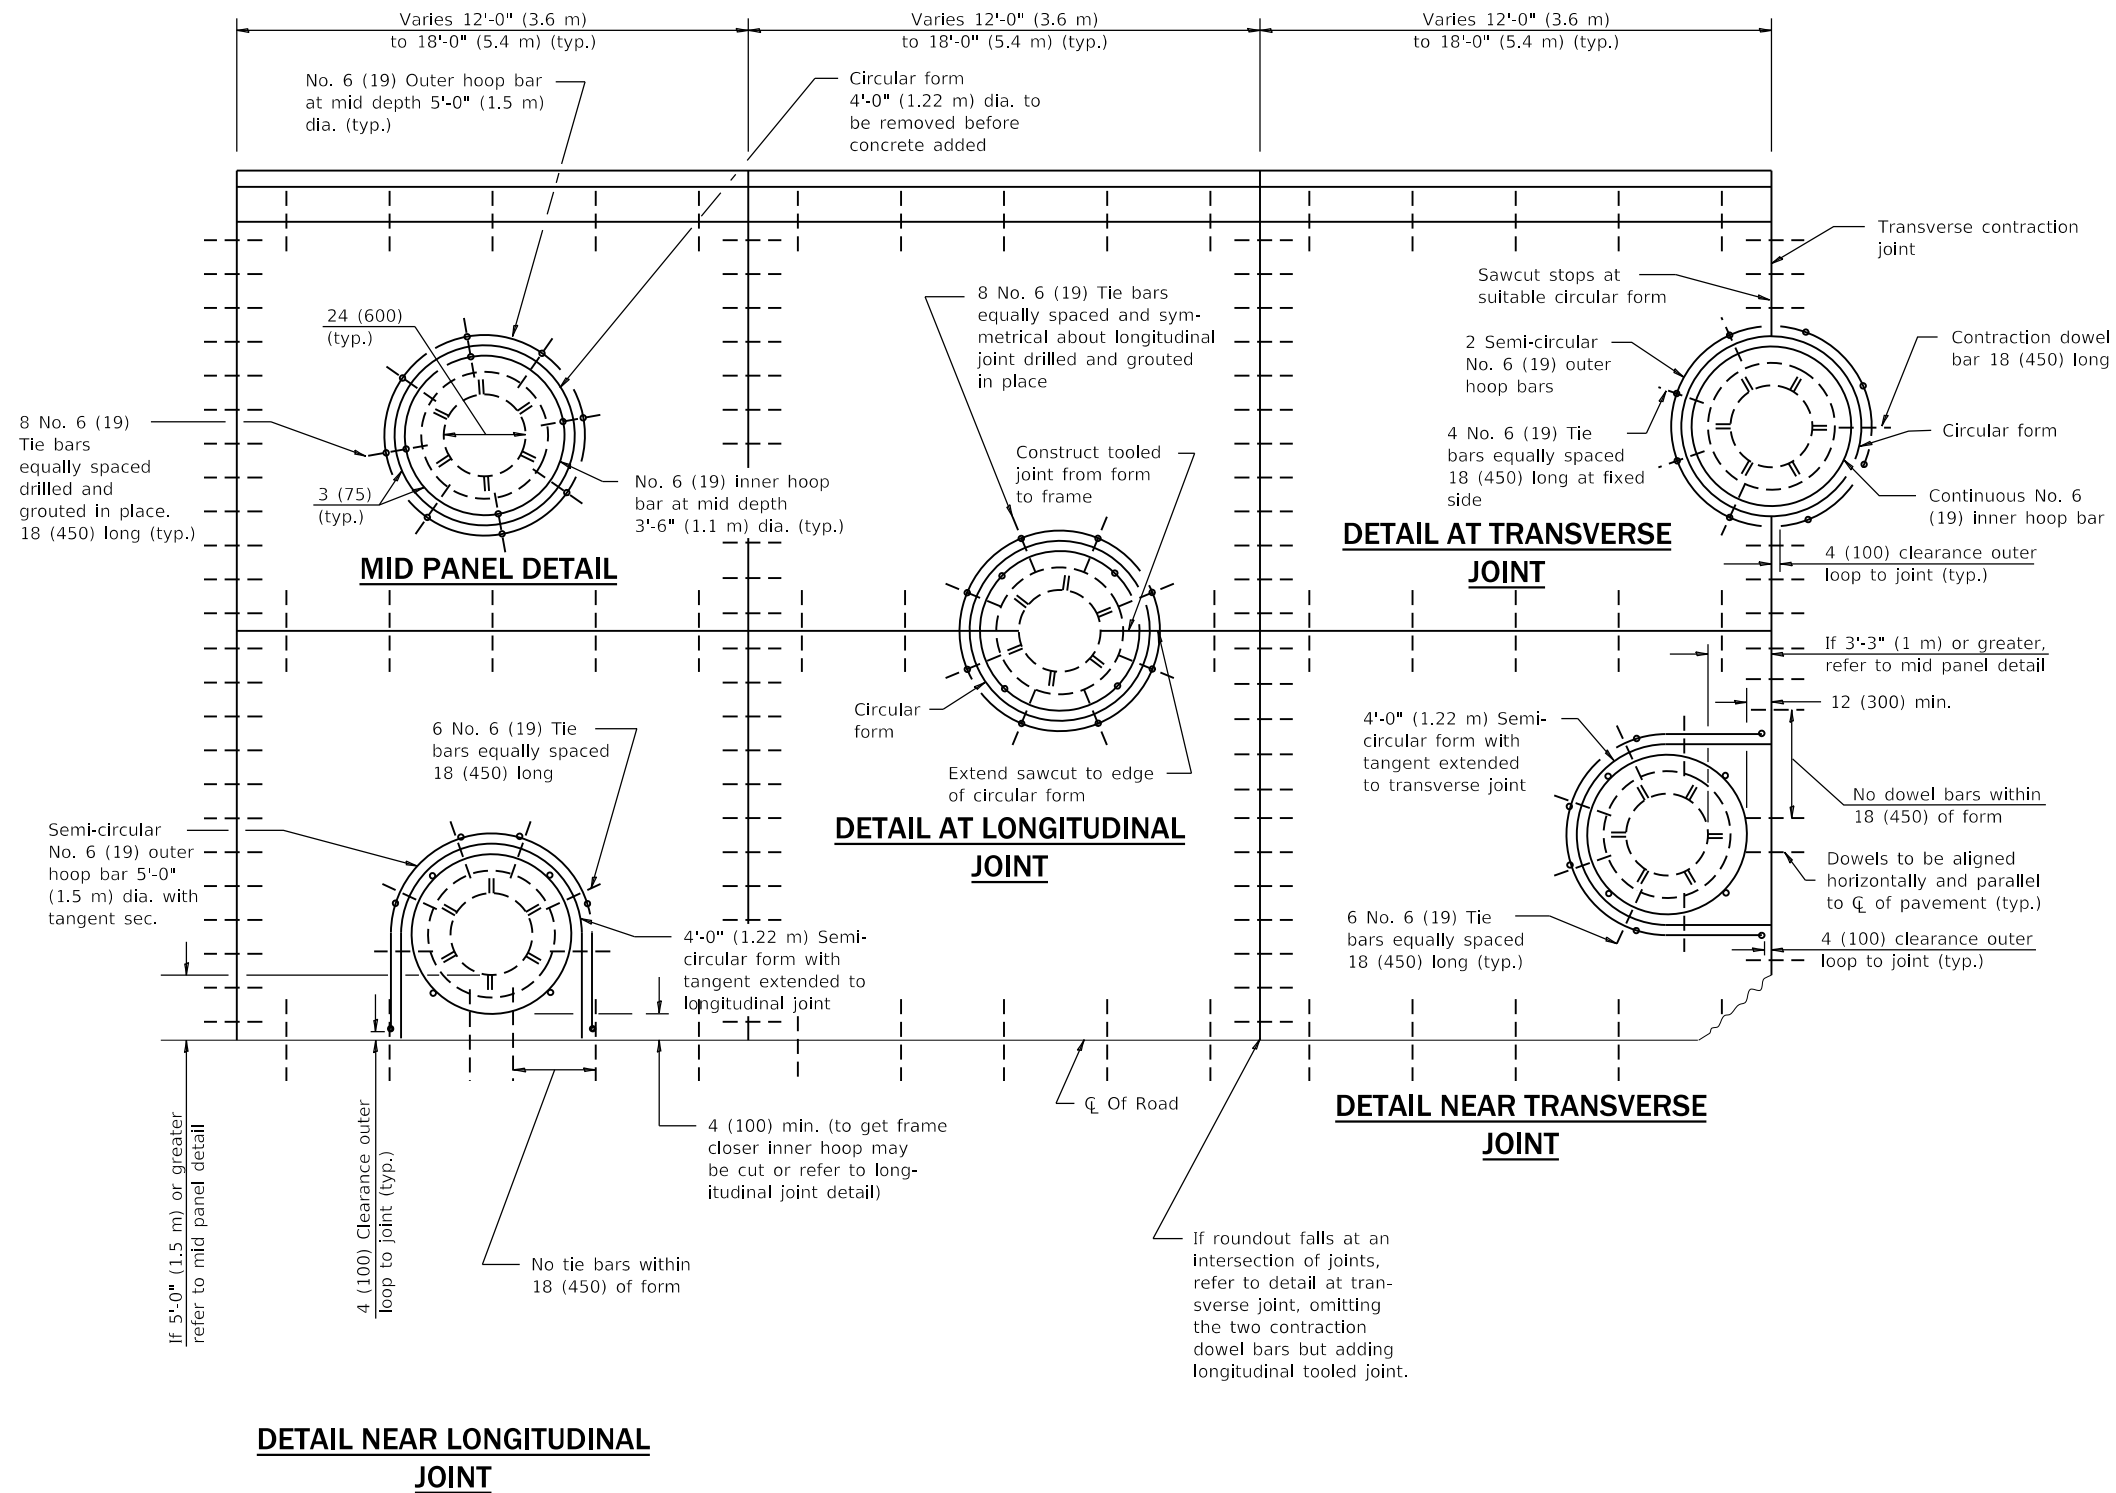 Varies 12'-0" (3.6 m)
to 18'-0" (5.4 m) (typ.)
Varies 12'-0" (3.6 m)
to 18'-0" (5.4 m) (typ.)
Varies 12'-0" (3.6 m)
to 18'-0" (5.4 m) (typ.)
No. 6 (19) Outer hoop bar
at mid depth 5'-0" (1.5 m)
dia. (typ.)
Circular form
4'-0" (1.22 m) dia. to
be removed before
concrete added
24 (600)
(typ.)
8 No. 6 (19)
Tie bars
equally spaced
drilled and
grouted in place.
18 (450) long (typ.)
3 (75)
(typ.)
No. 6 (19) inner hoop
bar at mid depth
3'-6" (1.1 m) dia. (typ.)
MID PANEL DETAIL
8 No. 6 (19) Tie bars
equally spaced and sym-
metrical about longitudinal
joint drilled and grouted
in place
Construct tooled
joint from form
to frame
Circular
form
Extend sawcut to edge
of circular form
DETAIL AT LONGITUDINAL
JOINT
Transverse contraction
joint
Sawcut stops at
suitable circular form
2 Semi-circular
No. 6 (19) outer
hoop bars
Contraction dowel
bar 18 (450) long
4 No. 6 (19) Tie
bars equally spaced
18 (450) long at fixed
side
Circular form
Continuous No. 6
(19) inner hoop bar
DETAIL AT TRANSVERSE
JOINT
4 (100) clearance outer
loop to joint (typ.)
If 3'-3" (1 m) or greater,
refer to mid panel detail
12 (300) min.
4'-0" (1.22 m) Semi-
circular form with
tangent extended
to transverse joint
No dowel bars within
18 (450) of form
Dowels to be aligned
horizontally and parallel
to ℄ of pavement (typ.)
6 No. 6 (19) Tie
bars equally spaced
18 (450) long (typ.)
4 (100) clearance outer
loop to joint (typ.)
DETAIL NEAR TRANSVERSE
JOINT
6 No. 6 (19) Tie
bars equally spaced
18 (450) long
Semi-circular
No. 6 (19) outer
hoop bar 5'-0"
(1.5 m) dia. with
tangent sec.
4'-0" (1.22 m) Semi-
circular form with
tangent extended to
longitudinal joint
℄ Of Road
4 (100) min. (to get frame
closer inner hoop may
be cut or refer to long-
itudinal joint detail)
If 5'-0" (1.5 m) or greater
refer to mid panel detail
4 (100) Clearance outer
loop to joint (typ.)
No tie bars within
18 (450) of form
If roundout falls at an
intersection of joints,
refer to detail at tran-
sverse joint, omitting
the two contraction
dowel bars but adding
longitudinal tooled joint.
DETAIL NEAR LONGITUDINAL
JOINT